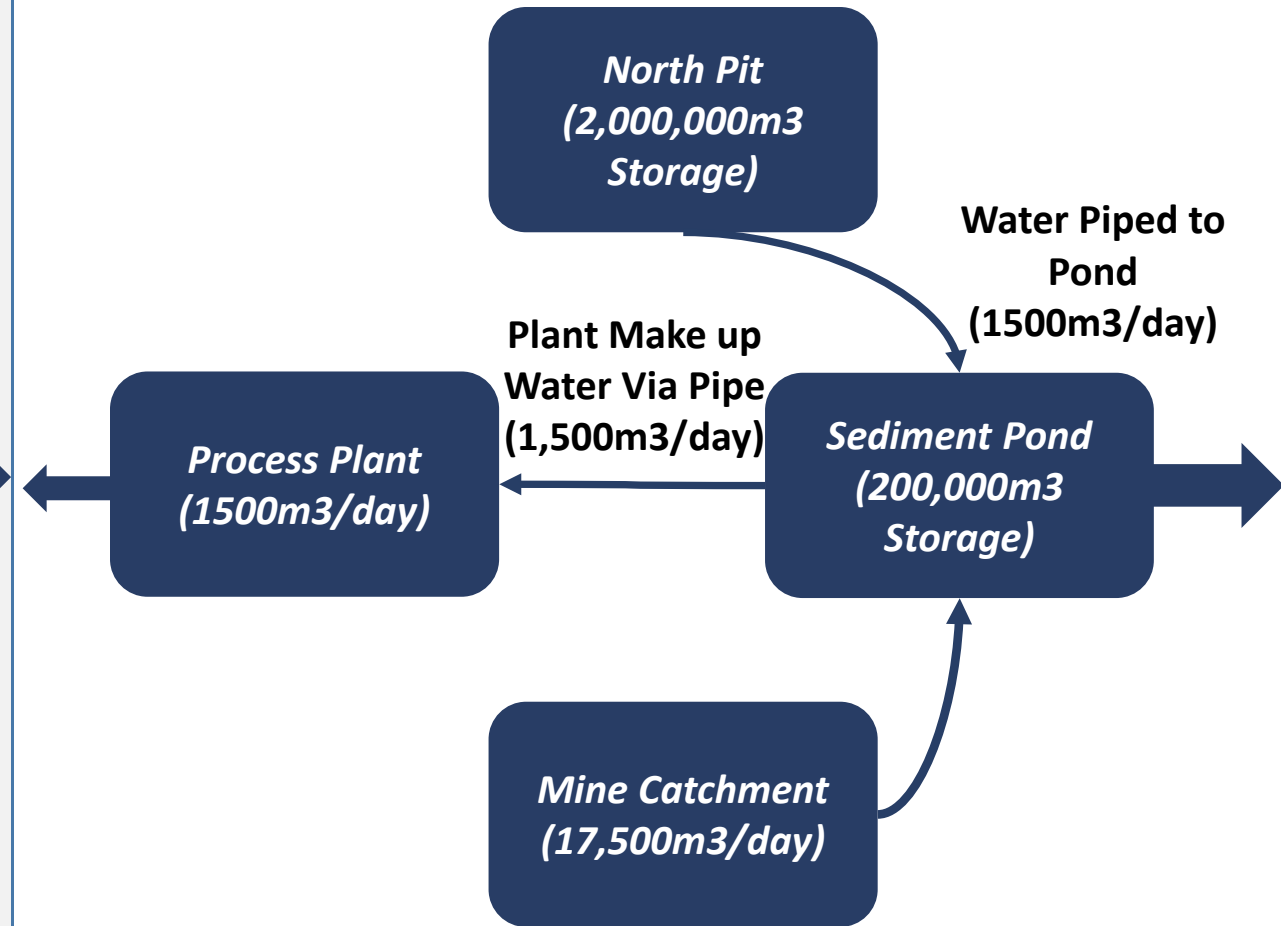 North Pit
(2,000,000m3
Storage)
Water Piped to
Pond
(1500m3/day)
Plant Make up
Water Via Pipe
(1,500m3/day)
Process Plant
(1500m3/day)
Sediment Pond
(200,000m3
Storage)
Mine Catchment
(17,500m3/day)